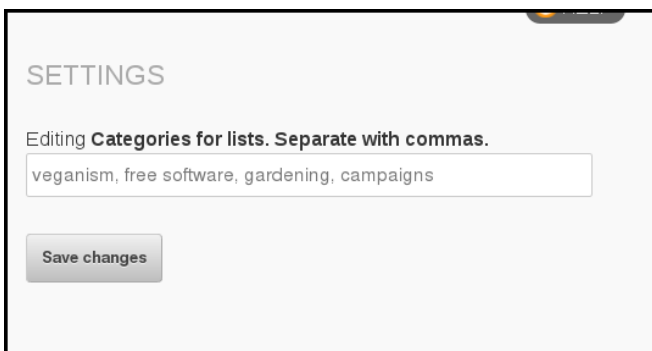 SETTINGS
Editing Categories for lists. Separate with commas.
veganism, free software, gardening, campaigns
Save changes